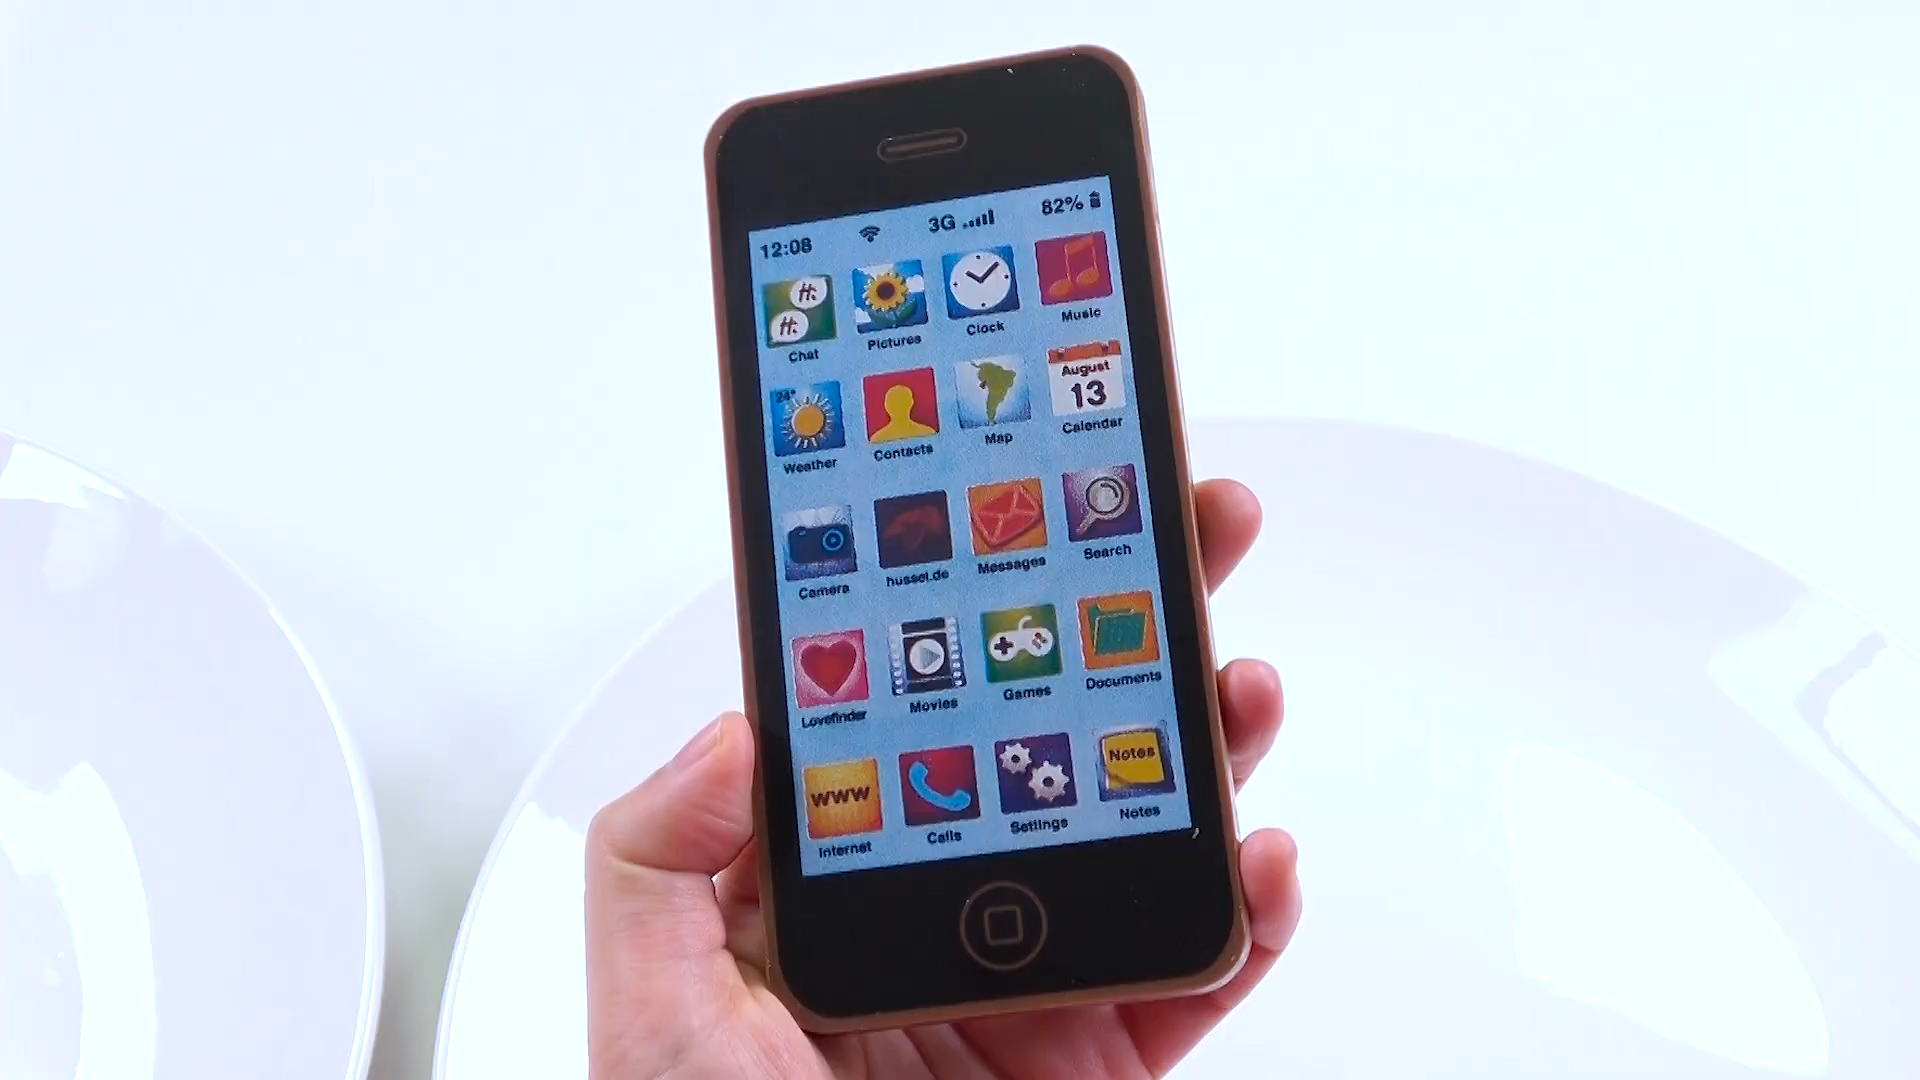 12:08 3G 82%
Chat Pictures Clock Music
24°
August
13
Weather Contacts Map Calendar
Camera hussel.de Messages Search
Lovefinder Movies Games Documents
WWW
Notes
Internet Calls Settings Notes